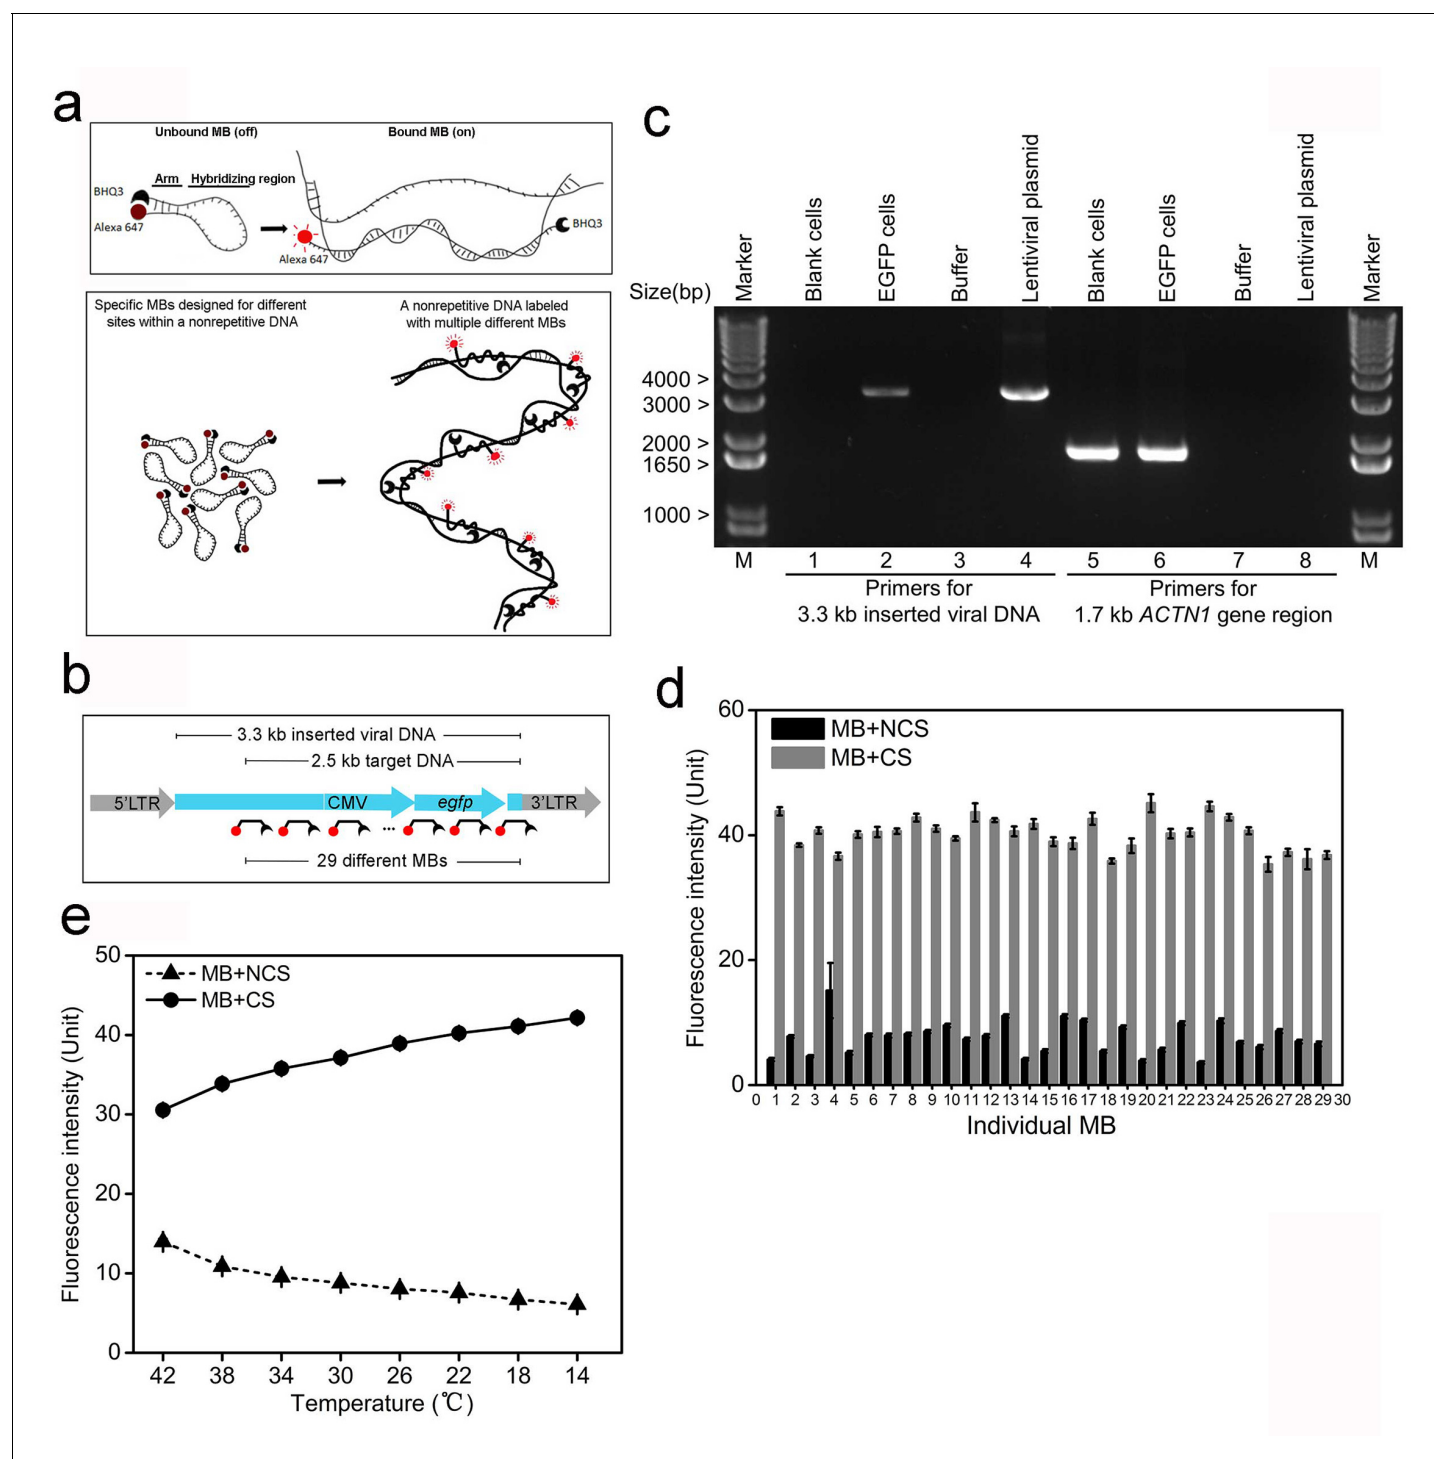 a
Unbound MB (off)
Bound MB (on)
BHQ3
Arm
Hybridizing region
Alexa 647
BHQ3
Alexa 647
Specific MBs designed for different
sites within a nonrepetitive DNA
A nonrepetitive DNA labeled
with multiple different MBs
b
3.3 kb inserted viral DNA
2.5 kb target DNA
5'LTR
CMV
egfp
3'LTR
...
29 different MBs
c
Size(bp)
Marker
Blank cells
EGFP cells
Buffer
Lentiviral plasmid
Blank cells
EGFP cells
Buffer
Lentiviral plasmid
Marker
4000 >
3000 >
2000 >
1650 >
1000 >
M 1 2 3 4 5 6 7 8 M
Primers for
3.3 kb inserted viral DNA
Primers for
1.7 kb ACTN1 gene region
d
MB+NCS
MB+CS
Fluorescence intensity (Unit)
60
40
20
0
0 1 2 3 4 5 6 7 8 9 10 11 12 13 14 15 16 17 18 19 20 21 22 23 24 25 26 27 28 29 30
Individual MB
e
MB+NCS
MB+CS
Fluorescence intensity (Unit)
50
40
30
20
10
0
42 38 34 30 26 22 18 14
Temperature (℃)